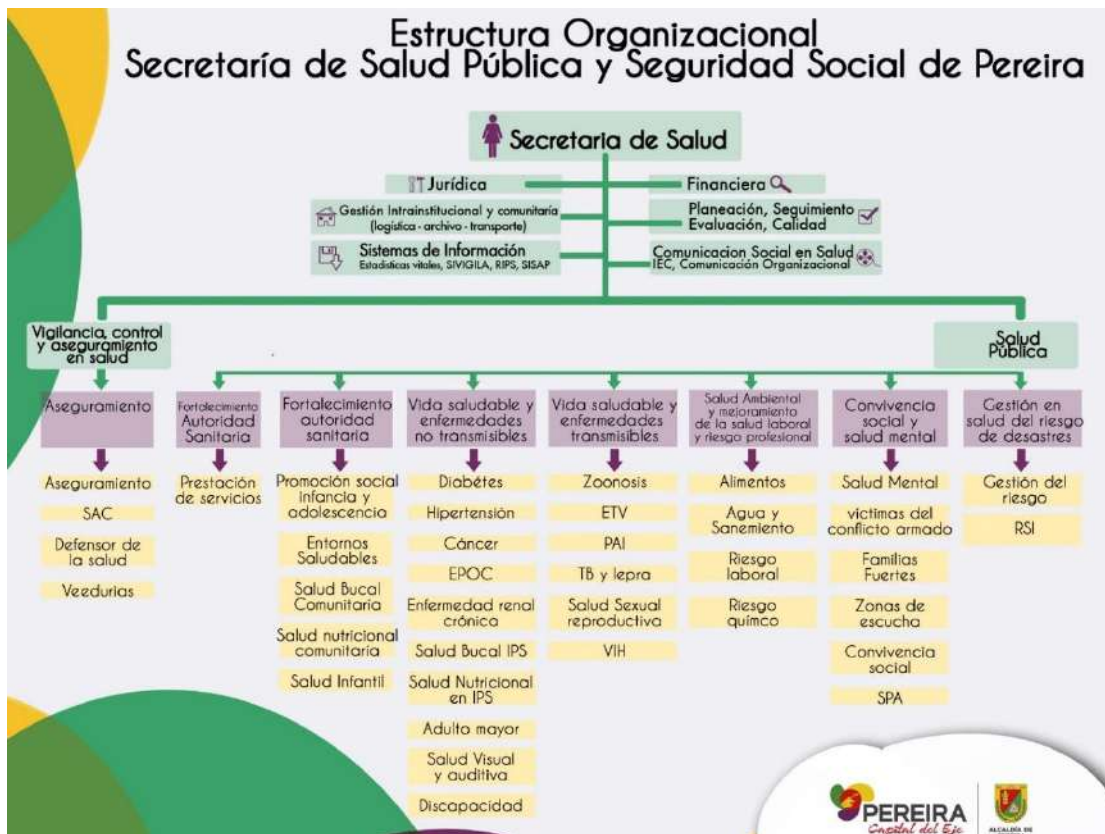 Estructura Organizacional
Secretaría de Salud Pública y Seguridad Social de Pereira
Secretaria de Salud
Jurídica
Financiera
Gestión Intrainstitucional y comunitaria
(logística - archivo - transporte)
Planeación, Seguimiento
Evaluación, Calidad
Sistemas de Información
Estadísticas vitales, SIVIGILA, RIPS, SISAP
Comunicacion Social en Salud
IEC, Comunicación Organizacional
Vigilancia, control
y aseguramiento
en salud
Salud
Pública
Aseguramiento
Fortalecimiento
Autoridad
Sanitaria
Fortalecimiento
autoridad
sanitaria
Vida saludable y
enfermedades
no transmisibles
Vida saludable y
enfermedades
transmisibles
Salud Ambiental
y mejoramiento
de la salud laboral
y riesgo profesional
Convivencia
social y
salud mental
Gestión en
salud del riesgo
de desastres
Aseguramiento
SAC
Defensor de
la salud
Veedurias
Prestación
de servicios
Promoción social
infancia y
adolescencia
Entornos
Saludables
Salud Bucal
Comunitaria
Salud nutricional
comunitaria
Salud Infantil
Diabétes
Hipertensión
Cáncer
EPOC
Enfermedad renal
crónica
Salud Bucal IPS
Salud Nutricional
en IPS
Adulto mayor
Salud Visual
y auditiva
Discapacidad
Zoonosis
ETV
PAI
TB y lepra
Salud Sexual
reproductiva
VIH
Alimentos
Agua y
Sanemiento
Riesgo
laboral
Riesgo
químco
Salud Mental
víctimas del
conflicto armado
Familias
Fuertes
Zonas de
escucha
Convivencia
social
SPA
Gestión del
riesgo
RSI
PEREIRA
Capital del Eje
ALCALDÍA DE